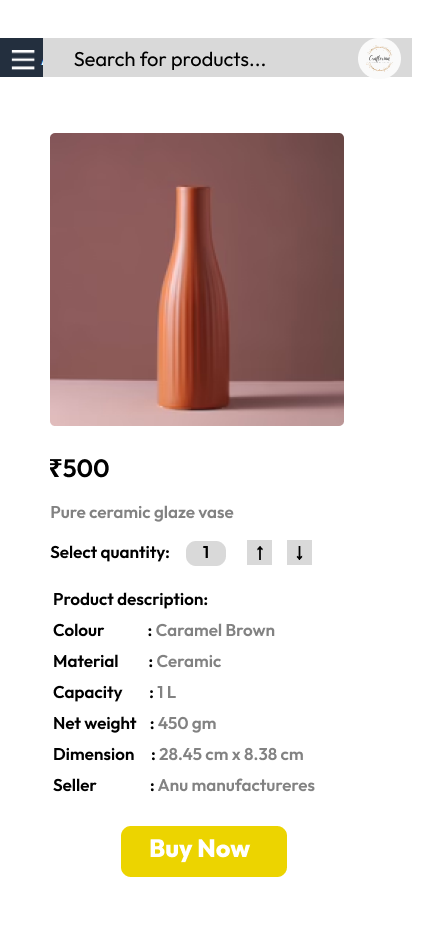 Search for products...
₹500
Pure ceramic glaze vase
Select quantity: 1 ↑ ↓
Product description:
Colour : Caramel Brown
Material : Ceramic
Capacity : 1 L
Net weight : 450 gm
Dimension : 28.45 cm x 8.38 cm
Seller : Anu manufactureres
Buy Now